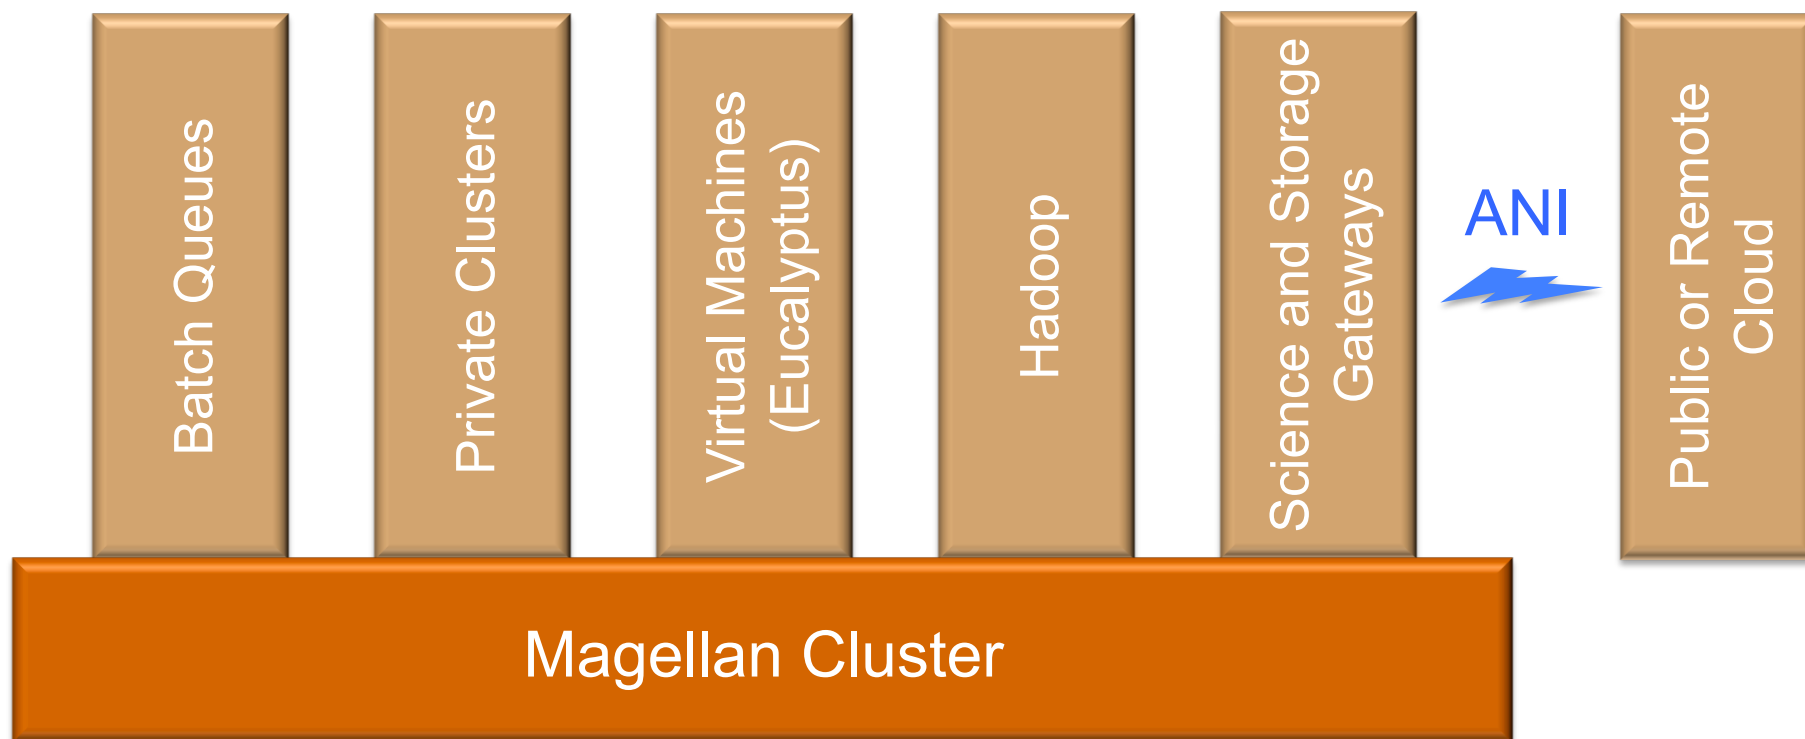 Batch Queues
Private Clusters
Virtual Machines
(Eucalyptus)
Hadoop
Science and Storage
Gateways
ANI
Public or Remote
Cloud
Magellan Cluster